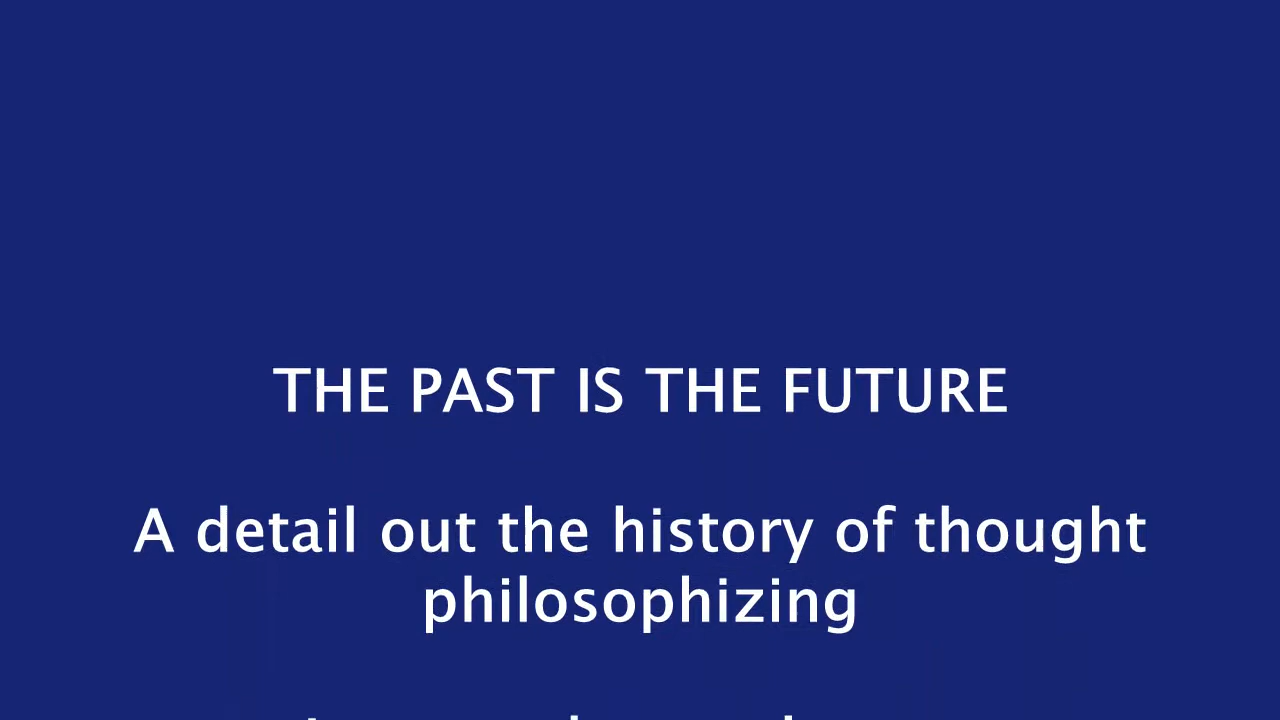 THE PAST IS THE FUTURE
A detail out the history of thought
philosophizing